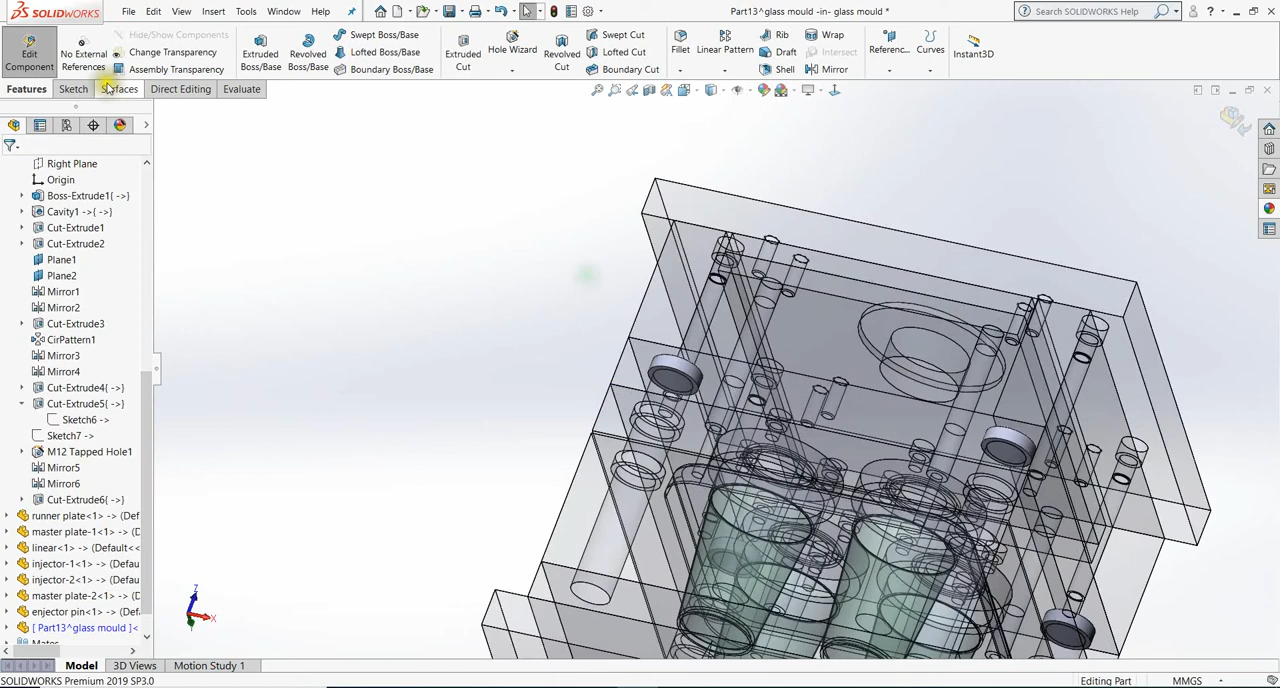 SOLIDWORKS File Edit View Insert Tools Window Help Part13^glass mould -in- glass mould * Search SOLIDWORKS Help
Edit Component
No External References
Hide/Show Components
Change Transparency
Assembly Transparency
Extruded Boss/Base
Revolved Boss/Base
Swept Boss/Base
Lofted Boss/Base
Boundary Boss/Base
Extruded Cut
Hole Wizard
Revolved Cut
Swept Cut
Lofted Cut
Boundary Cut
Fillet
Linear Pattern
Rib
Draft
Shell
Wrap
Intersect
Mirror
Referenc...
Curves
Instant3D
Features Sketch Surfaces Direct Editing Evaluate
Right Plane
Origin
Boss-Extrude1{ ->}
Cavity1 ->{ ->}
Cut-Extrude1
Cut-Extrude2
Plane1
Plane2
Mirror1
Mirror2
Cut-Extrude3
CirPattern1
Mirror3
Mirror4
Cut-Extrude4{ ->}
Cut-Extrude5{ ->}
Sketch6 ->
Sketch7 ->
M12 Tapped Hole1
Mirror5
Mirror6
Cut-Extrude6{ ->}
runner plate<1> -> (Def
master plate-1<1> -> (D
linear<1> -> (Default<<
injector-1<1> -> (Defau
injector-2<1> -> (Defau
master plate-2<1> -> (D
enjector pin<1> -> (Defa
[ Part13^glass mould ]<
Mates
Z
X
Model 3D Views Motion Study 1
SOLIDWORKS Premium 2019 SP3.0 Editing Part MMGS